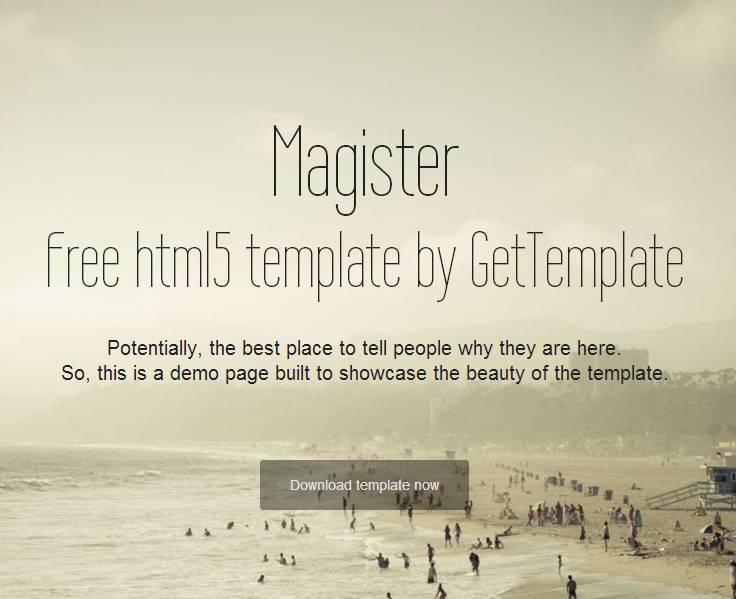 Magister
Free html5 template by GetTemplate
Potentially, the best place to tell people why they are here.
So, this is a demo page built to showcase the beauty of the template.
Download template now